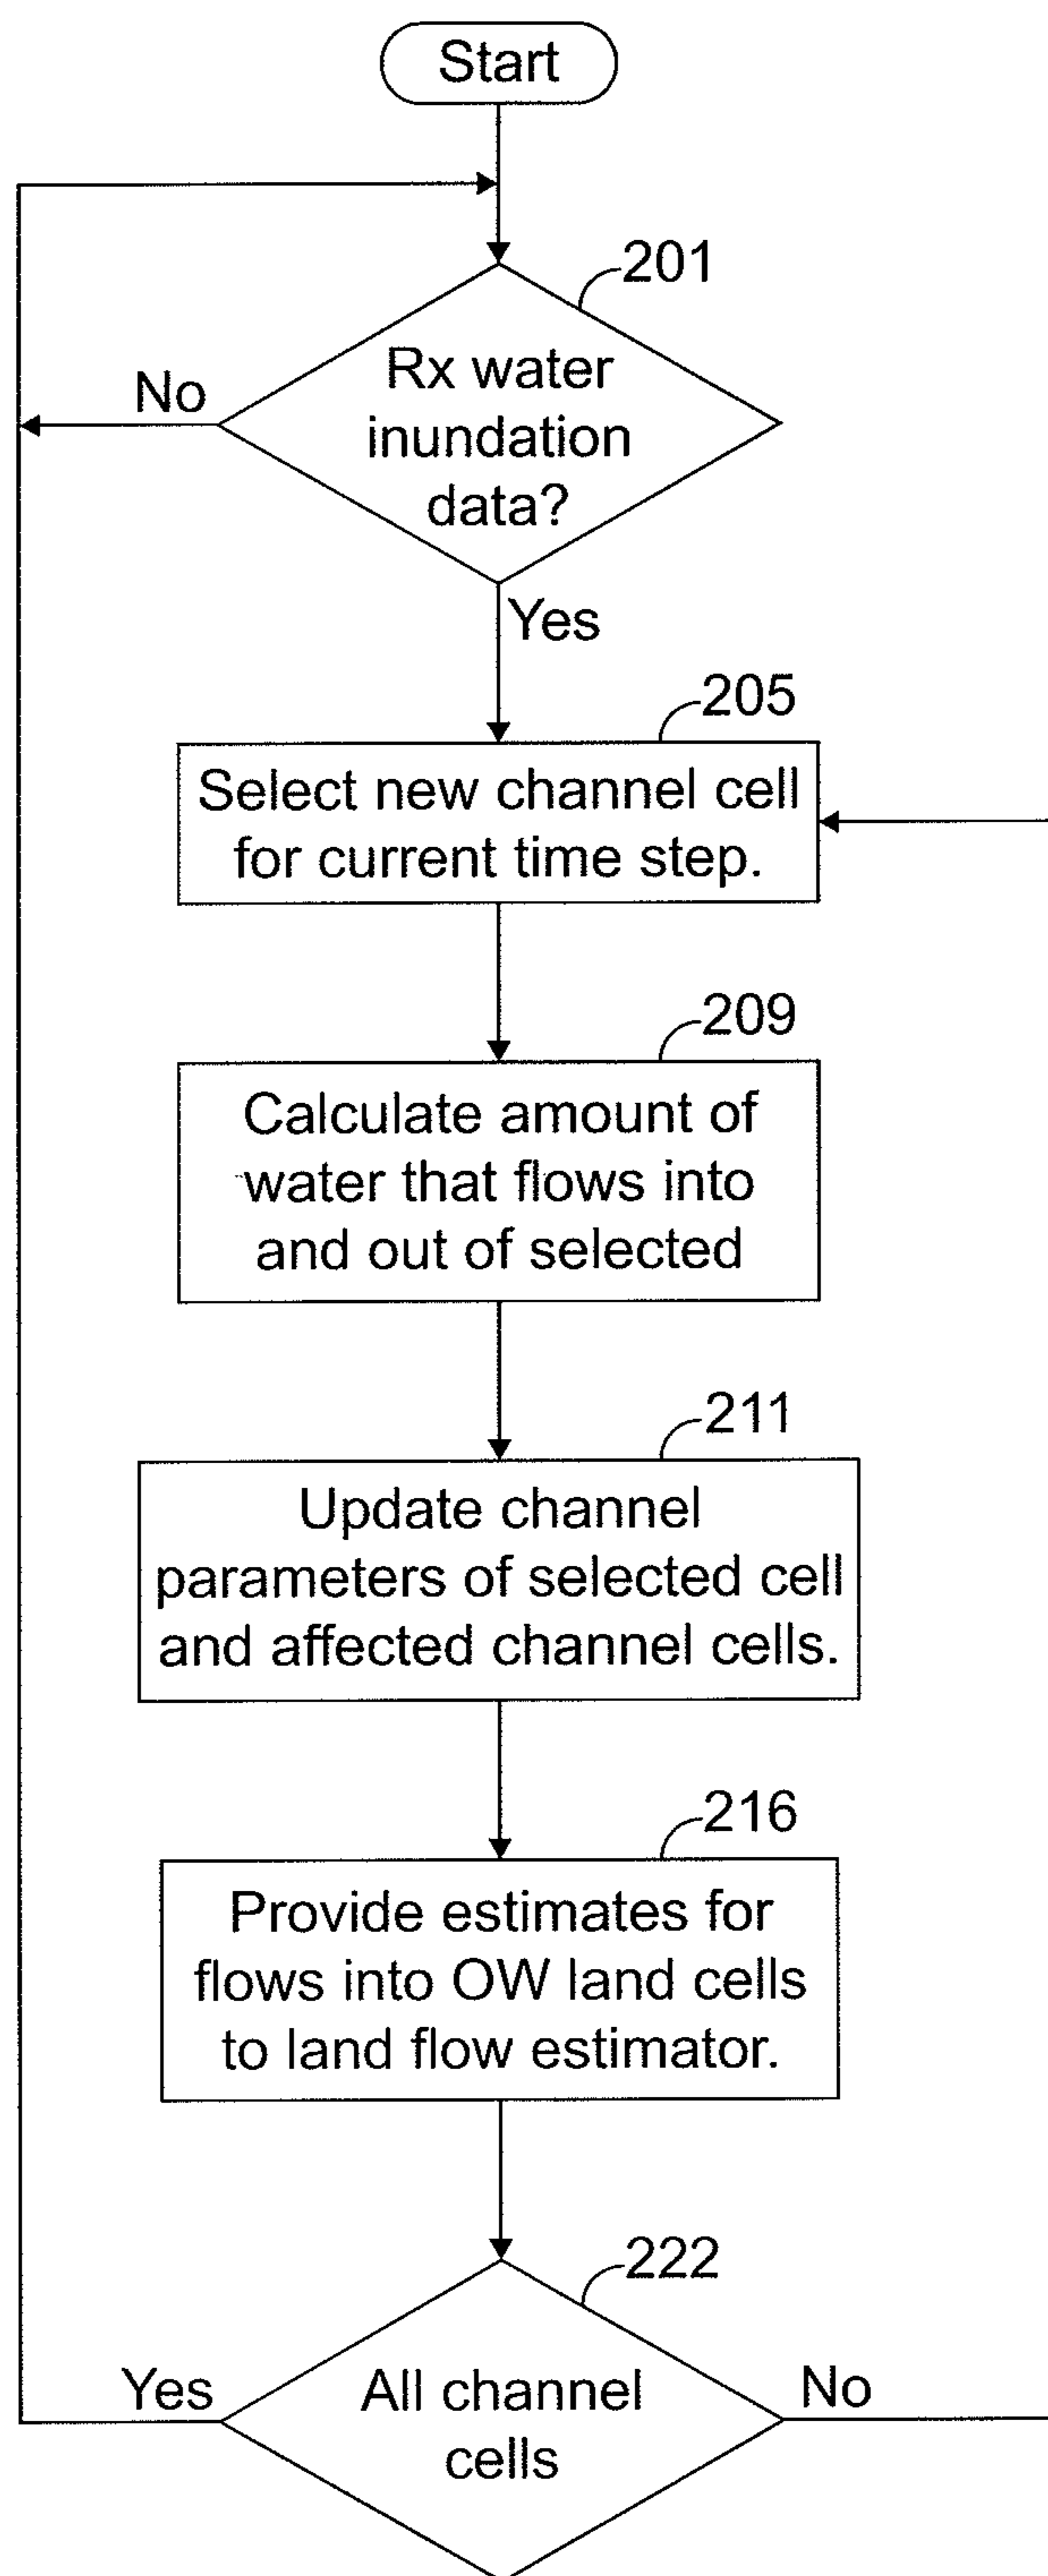 Start
201
Rx water
inundation
data?
No
Yes
205
Select new channel cell
for current time step.
209
Calculate amount of
water that flows into
and out of selected
211
Update channel
parameters of selected cell
and affected channel cells.
216
Provide estimates for
flows into OW land cells
to land flow estimator.
222
All channel
cells
Yes
No